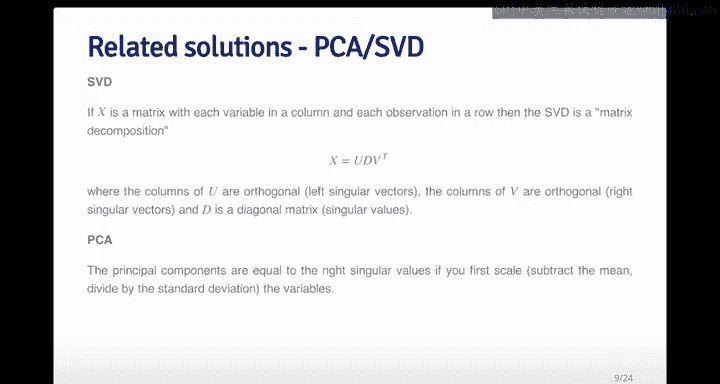 Related solutions - PCA/SVD
SVD
If X is a matrix with each variable in a column and each observation in a row then the SVD is a "matrix
decomposition"
X = UDV^T
where the columns of U are orthogonal (left singular vectors), the columns of V are orthogonal (right
singular vectors) and D is a diagonal matrix (singular values).
PCA
The principal components are equal to the right singular values if you first scale (subtract the mean,
divide by the standard deviation) the variables.
9/24